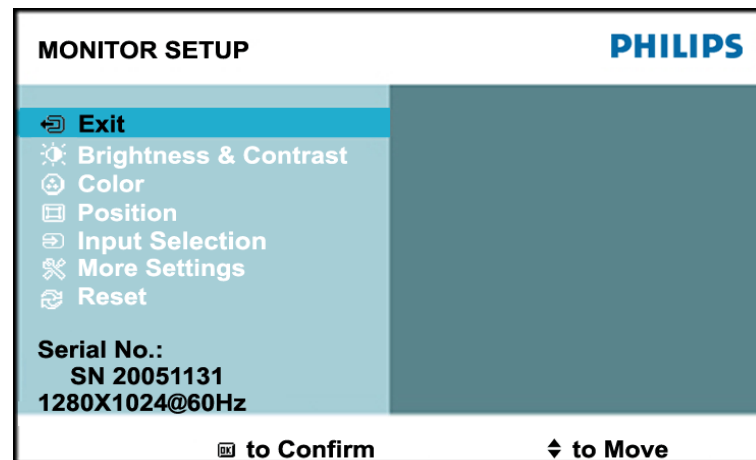 MONITOR SETUP PHILIPS
Exit
Brightness & Contrast
Color
Position
Input Selection
More Settings
Reset
Serial No.:
SN 20051131
1280X1024@60Hz
OK to Confirm to Move